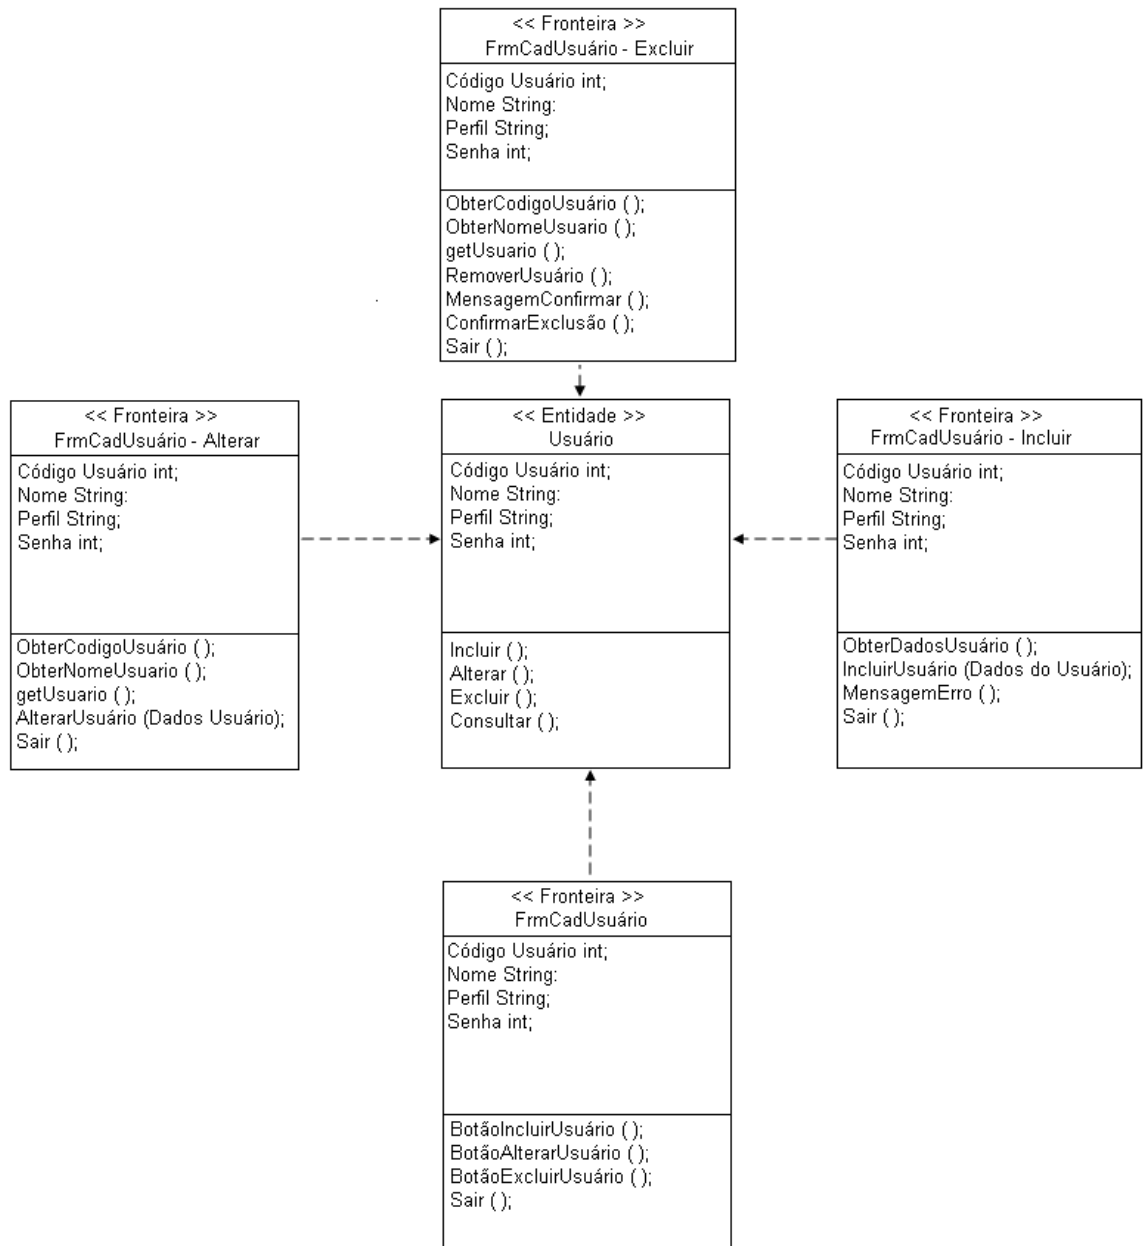 << Fronteira >>
FrmCadUsuário - Excluir
Código Usuário int;
Nome String:
Perfil String;
Senha int;
ObterCodigoUsuário ( );
ObterNomeUsuario ( );
getUsuario ( );
RemoverUsuário ( );
MensagemConfirmar ( );
ConfirmarExclusão ( );
Sair ( );
<< Fronteira >>
FrmCadUsuário - Alterar
Código Usuário int;
Nome String:
Perfil String;
Senha int;
ObterCodigoUsuário ( );
ObterNomeUsuario ( );
getUsuario ( );
AlterarUsuário (Dados Usuário);
Sair ( );
<< Entidade >>
Usuário
Código Usuário int;
Nome String:
Perfil String;
Senha int;
Incluir ( );
Alterar ( );
Excluir ( );
Consultar ( );
<< Fronteira >>
FrmCadUsuário - Incluir
Código Usuário int;
Nome String:
Perfil String;
Senha int;
ObterDadosUsuário ( );
IncluirUsuário (Dados do Usuário);
MensagemErro ( );
Sair ( );
<< Fronteira >>
FrmCadUsuário
Código Usuário int;
Nome String:
Perfil String;
Senha int;
BotãoIncluirUsuário ( );
BotãoAlterarUsuário ( );
BotãoExcluirUsuário ( );
Sair ( );